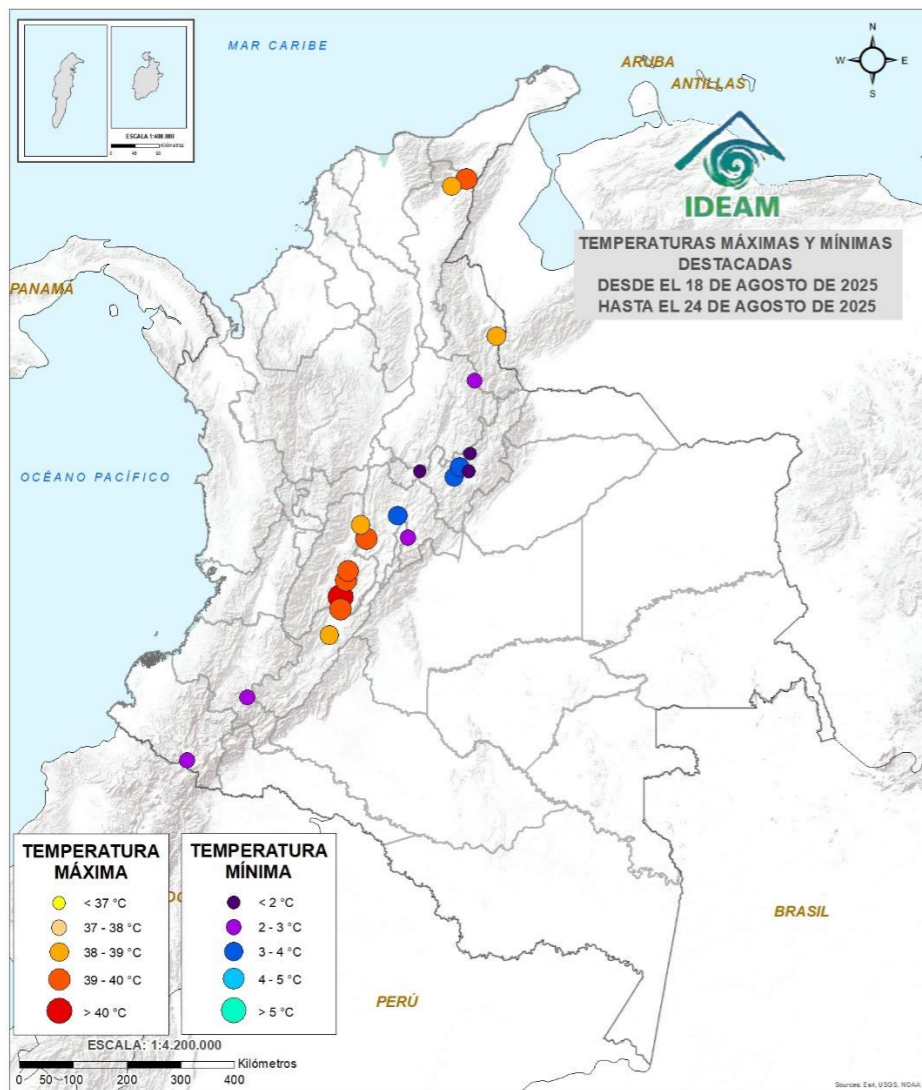 MAR CARIBE
ARUBA
ANTILLAS
N
W E
S
ESCALA 1:400.000
IDEAM
TEMPERATURAS MÁXIMAS Y MÍNIMAS
DESTACADAS
DESDE EL 18 DE AGOSTO DE 2025
HASTA EL 24 DE AGOSTO DE 2025
PANAMÁ
OCÉANO PACÍFICO
BRASIL
PERÚ
TEMPERATURA
MÁXIMA
< 37 °C
37 - 38 °C
38 - 39 °C
39 - 40 °C
> 40 °C
TEMPERATURA
MÍNIMA
< 2 °C
2 - 3 °C
3 - 4 °C
4 - 5 °C
> 5 °C
ESCALA: 1:4.200.000
Kilómetros
0 50 100 200 300 400
Sources: Esri, USGS, NOAA